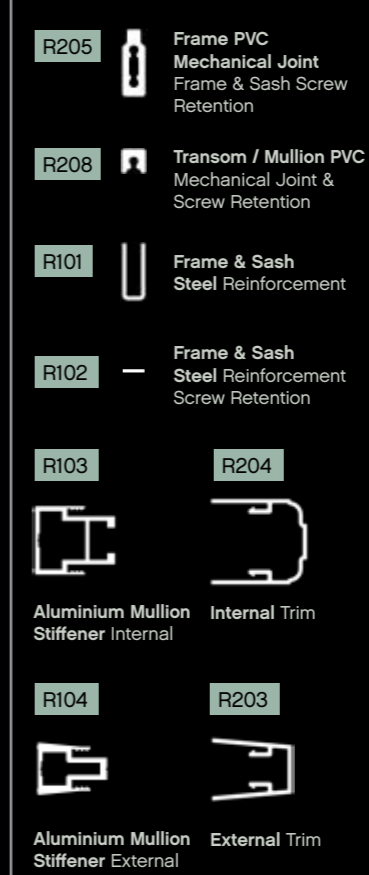 R205
Frame PVC
Mechanical Joint
Frame & Sash Screw
Retention
R208
Transom / Mullion PVC
Mechanical Joint &
Screw Retention
R101
Frame & Sash
Steel Reinforcement
R102
Frame & Sash
Steel Reinforcement
Screw Retention
R103
R204
Aluminium Mullion
Stiffener Internal
Internal Trim
R104
R203
Aluminium Mullion
Stiffener External
External Trim